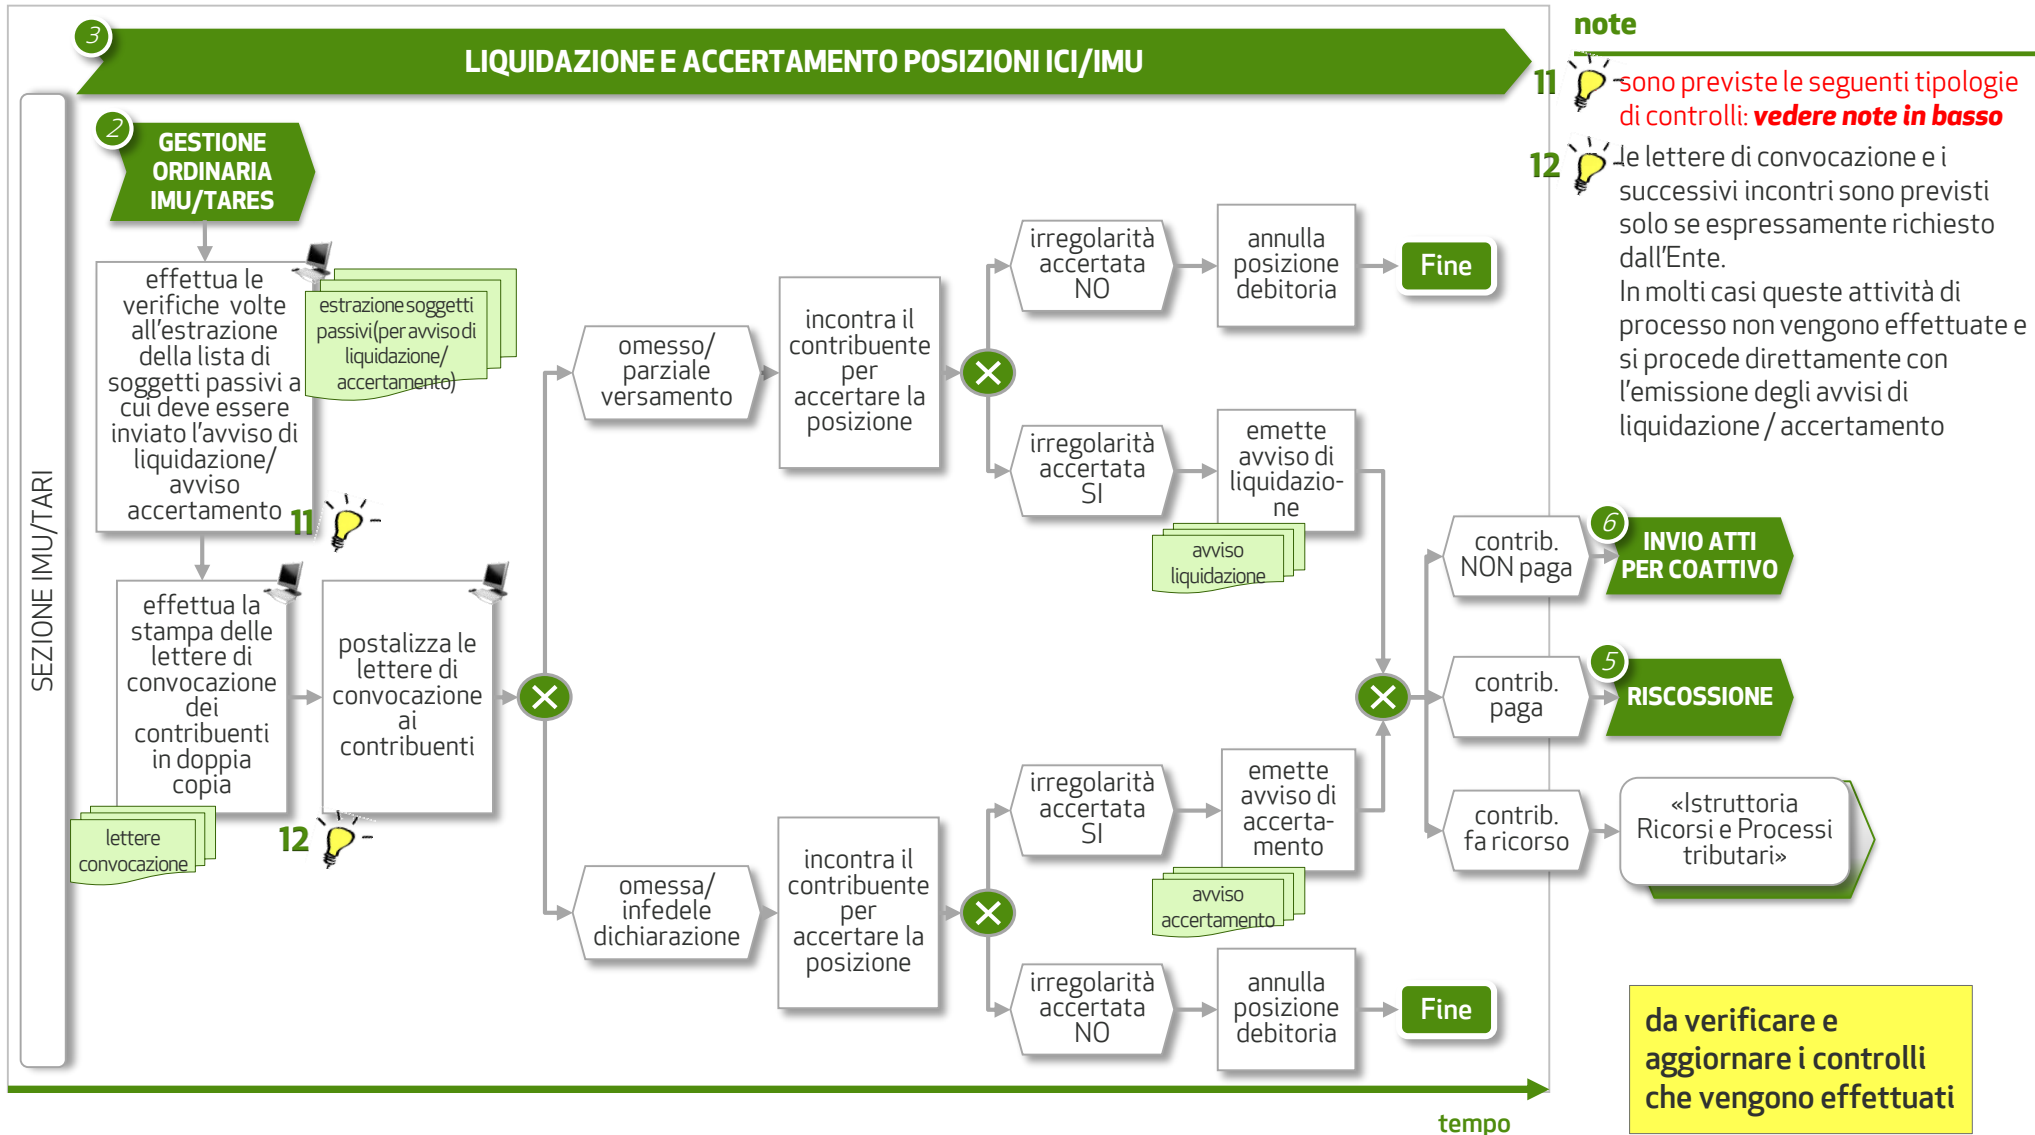 3
LIQUIDAZIONE E ACCERTAMENTO POSIZIONI ICI/IMU
SEZIONE IMU/TARI
2
GESTIONE
ORDINARIA
IMU/TARES
effettua le
verifiche volte
all'estrazione
della lista di
soggetti passivi a
cui deve essere
inviato l'avviso di
liquidazione/
avviso
accertamento
11
estrazione soggetti
passivi(per avviso di
liquidazione/
accertamento)
effettua la
stampa delle
lettere di
convocazione
dei
contribuenti
in doppia
copia
lettere
convocazione
12
postalizza le
lettere di
convocazione
ai
contribuenti
omesso/
parziale
versamento
incontra il
contribuente
per
accertare la
posizione
irregolarità
accertata
NO
annulla
posizione
debitoria
Fine
irregolarità
accertata
SI
emette
avviso di
liquidazio-
ne
avviso
liquidazione
omessa/
infedele
dichiarazione
incontra il
contribuente
per
accertare la
posizione
irregolarità
accertata
SI
emette
avviso di
accerta-
mento
avviso
accertamento
irregolarità
accertata
NO
annulla
posizione
debitoria
Fine
contrib.
NON paga
6
INVIO ATTI
PER COATTIVO
contrib.
paga
5
RISCOSSIONE
contrib.
fa ricorso
«Istruttoria
Ricorsi e Processi
tributari»
tempo
note
11
sono previste le seguenti tipologie
di controlli: vedere note in basso
12
le lettere di convocazione e i
successivi incontri sono previsti
solo se espressamente richiesto
dall'Ente.
In molti casi queste attività di
processo non vengono effettuate e
si procede direttamente con
l'emissione degli avvisi di
liquidazione / accertamento
da verificare e
aggiornare i controlli
che vengono effettuati